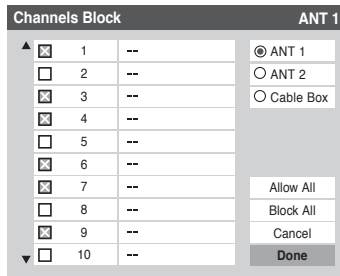 Channels Block ANT 1
1 -- ANT 1
2 -- ANT 2
3 -- Cable Box
4 --
5 --
6 --
7 -- Allow All
8 -- Block All
9 -- Cancel
10 -- Done